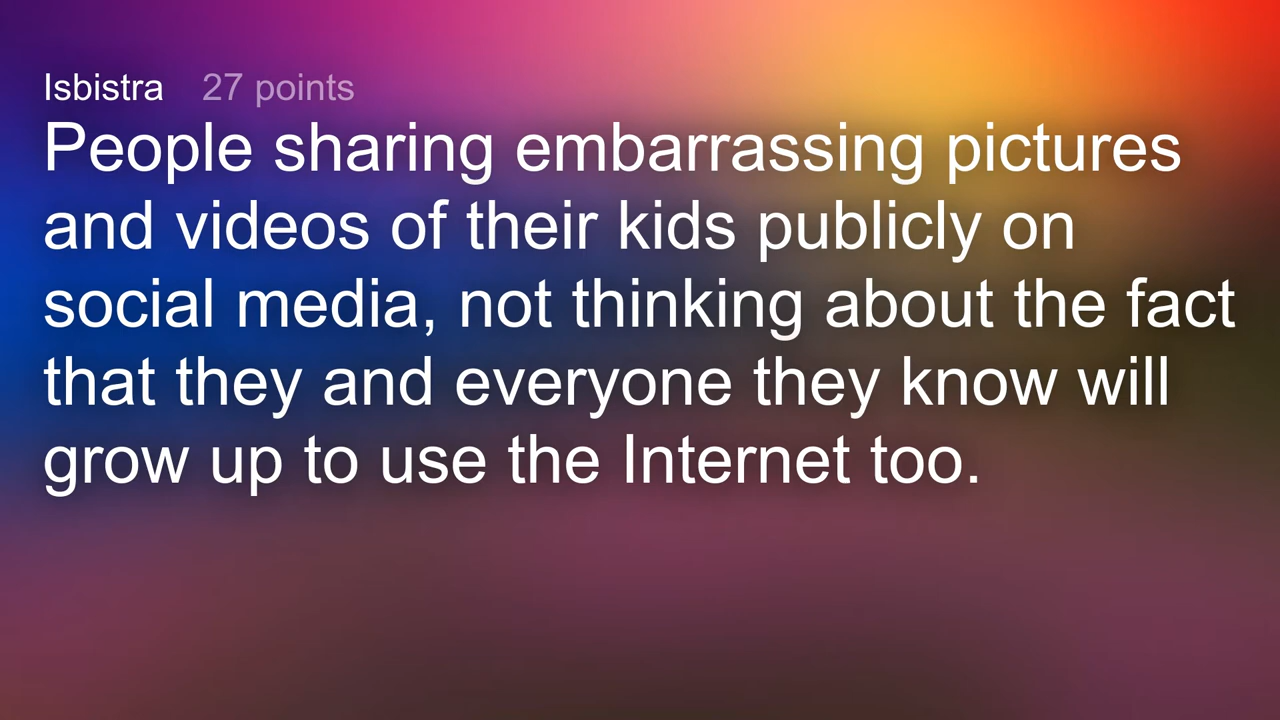 Isbistra 27 points
People sharing embarrassing pictures
and videos of their kids publicly on
social media, not thinking about the fact
that they and everyone they know will
grow up to use the Internet too.